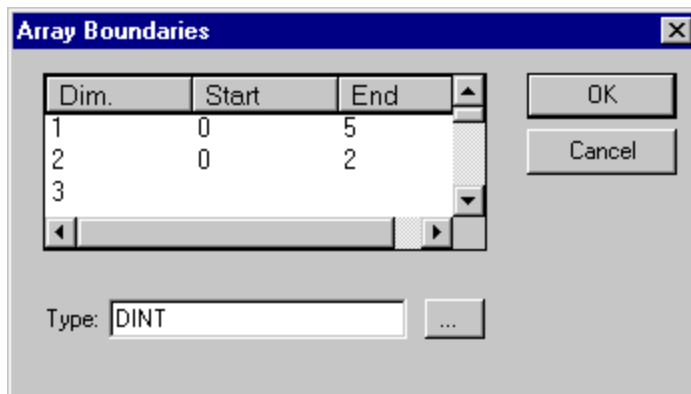 Array Boundaries
Dim. Start End
1 0 5
2 0 2
3
OK
Cancel
Type: DINT ...